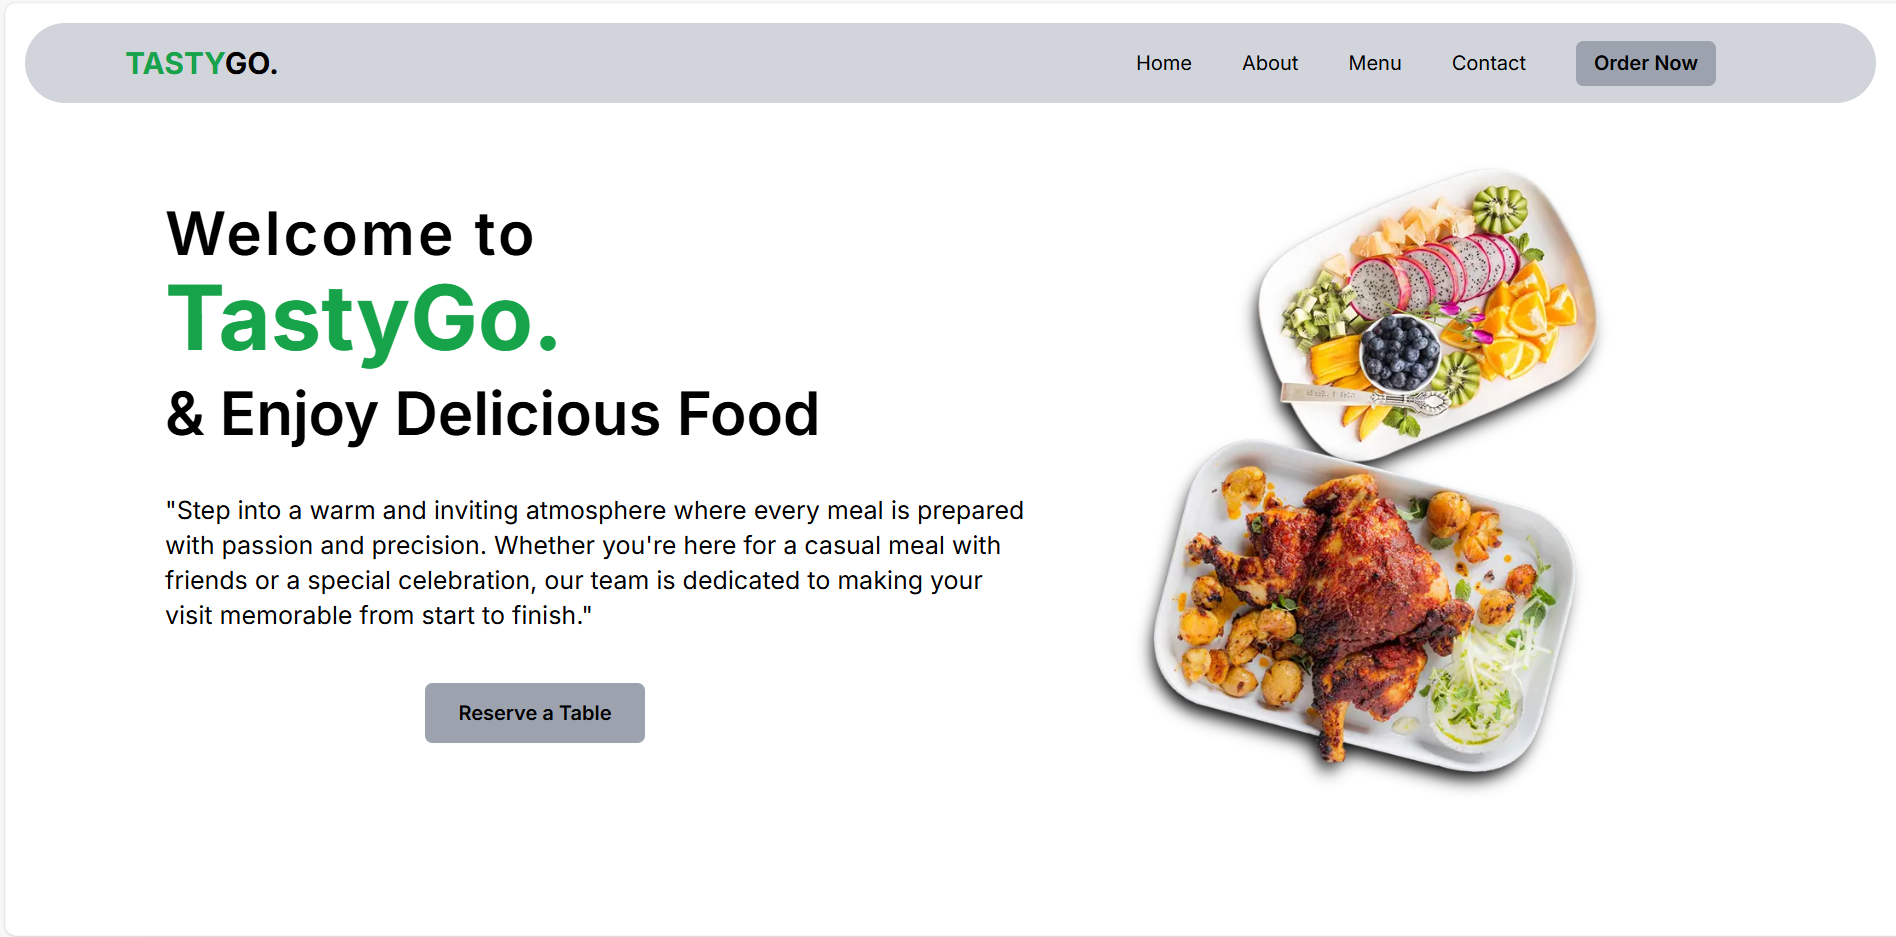 TASTYGO.
Home
About
Menu
Contact
Order Now
Welcome to
TastyGo.
& Enjoy Delicious Food
"Step into a warm and inviting atmosphere where every meal is prepared
with passion and precision. Whether you're here for a casual meal with
friends or a special celebration, our team is dedicated to making your
visit memorable from start to finish."
Reserve a Table